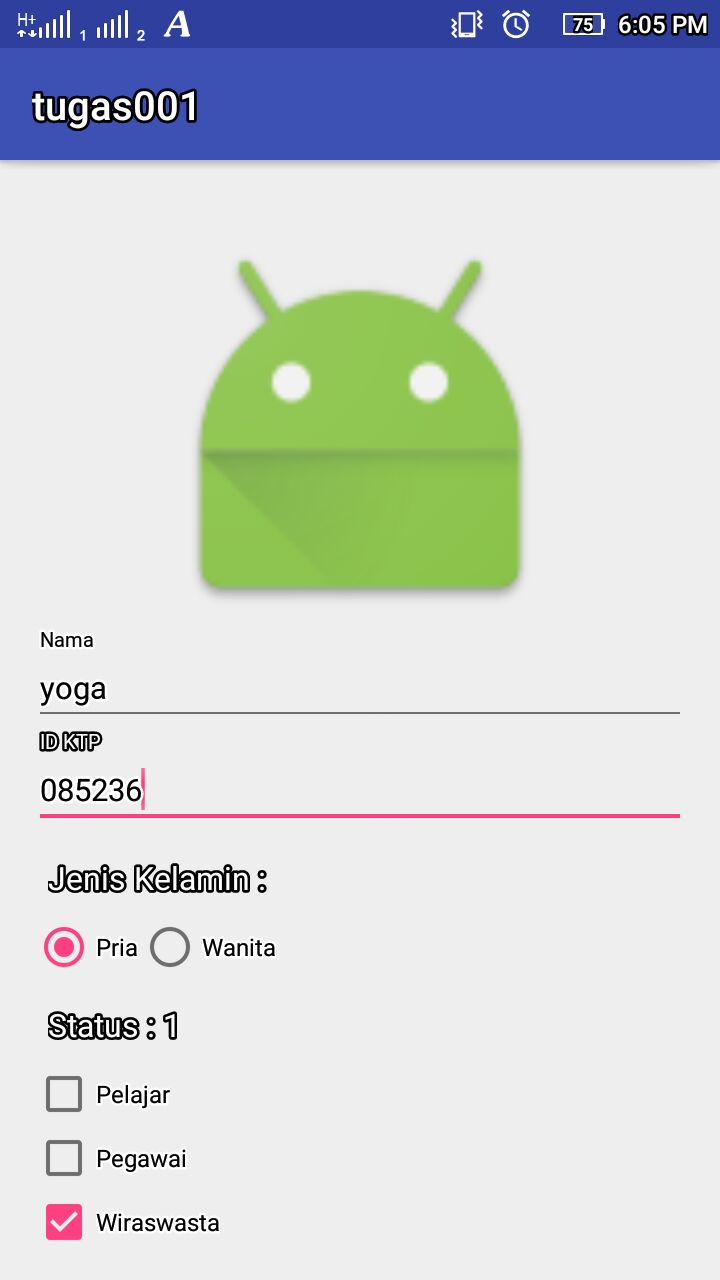 H+ 1 2 A 75 6:05 PM
tugas001
Nama
yoga
ID KTP
085236
Jenis Kelamin :
Pria Wanita
Status : 1
Pelajar
Pegawai
Wiraswasta